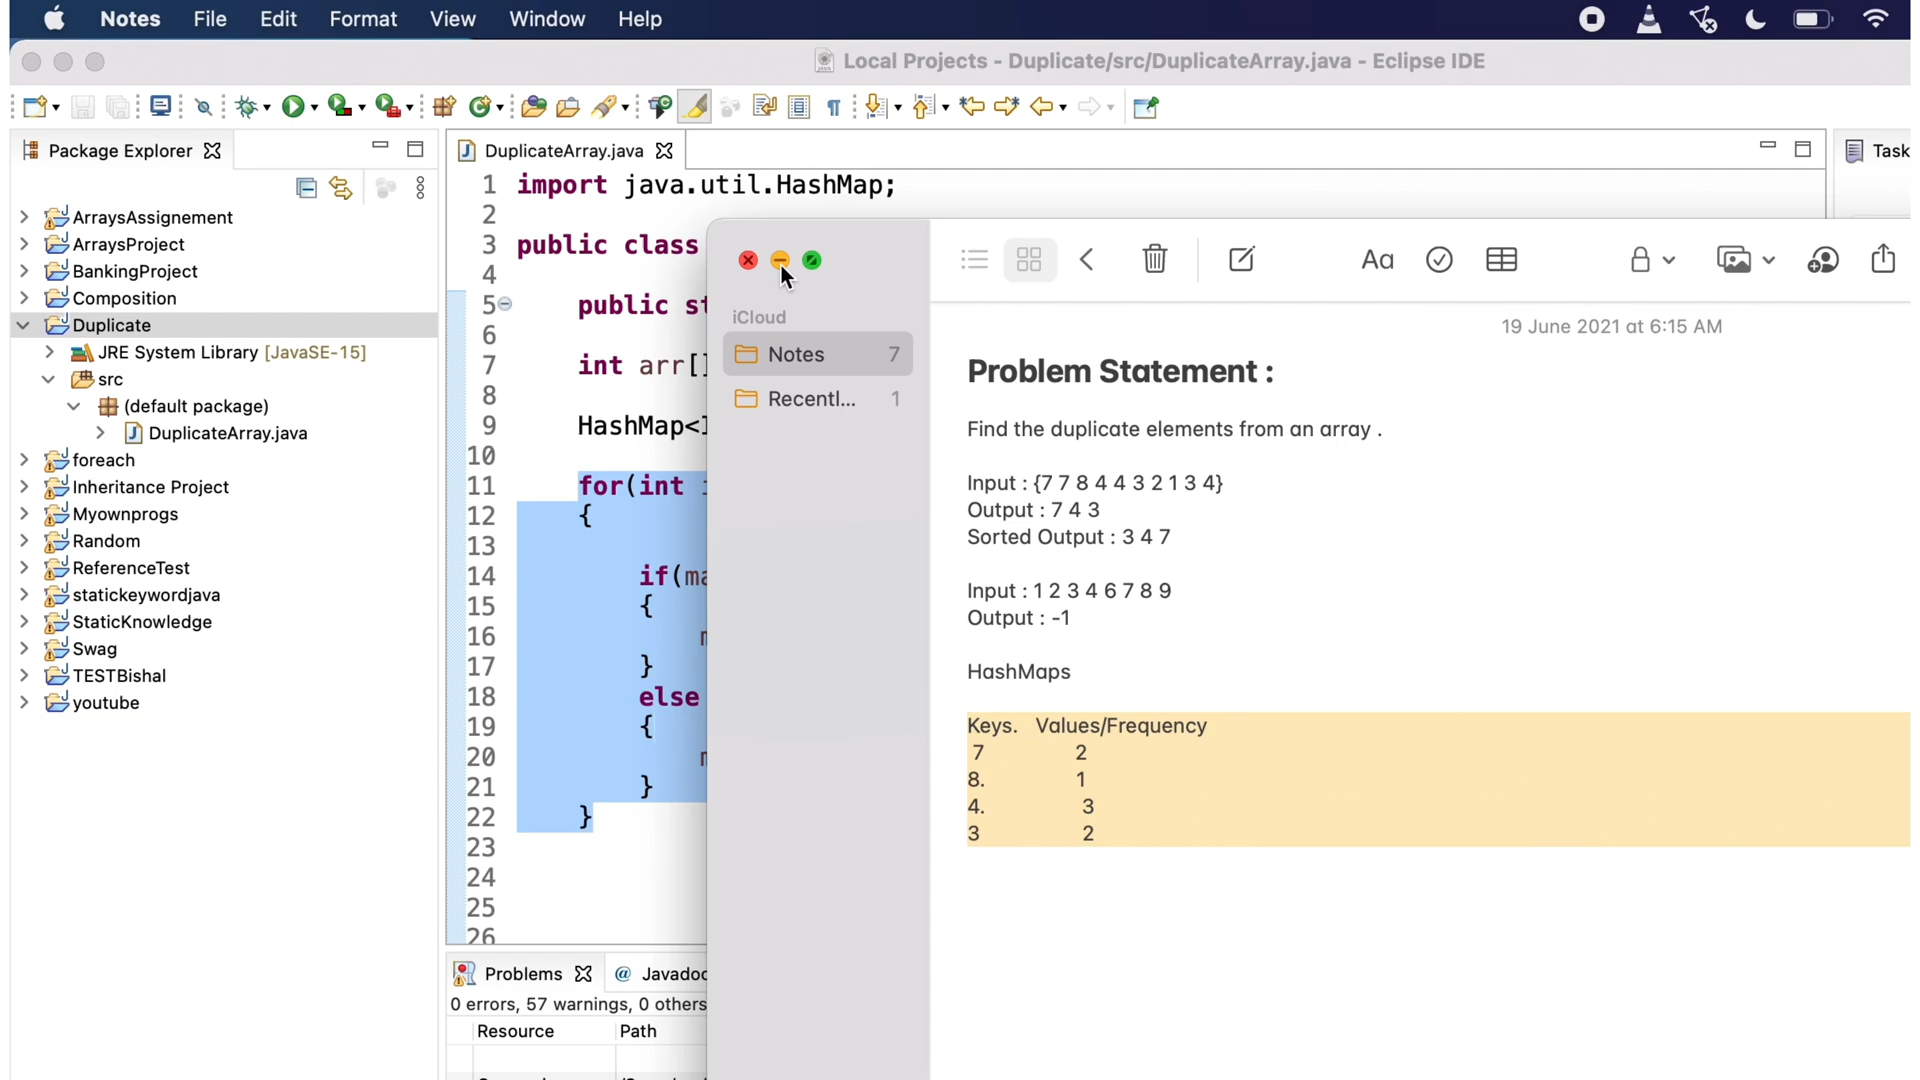 Notes File Edit Format View Window Help
Local Projects - Duplicate/src/DuplicateArray.java - Eclipse IDE
Package Explorer
ArraysAssignement
ArraysProject
BankingProject
Composition
Duplicate
JRE System Library [JavaSE-15]
src
(default package)
DuplicateArray.java
foreach
Inheritance Project
Myownprogs
Random
ReferenceTest
statickeywordjava
StaticKnowledge
Swag
TESTBishal
youtube
DuplicateArray.java
Task
1 import java.util.HashMap;
2
3 public class
4
5 public st
6
7 int arr[]
8
9 HashMap<I
10
11 for(int i
12 {
13
14 if(ma
15 {
16 m
17 }
18 else
19 {
20 m
21 }
22 }
23
24
25
26
Problems @ Javadoc
0 errors, 57 warnings, 0 others
Resource Path
iCloud
Notes 7
Recentl... 1
Aa
19 June 2021 at 6:15 AM
Problem Statement :
Find the duplicate elements from an array .
Input : {7 7 8 4 4 3 2 1 3 4}
Output : 7 4 3
Sorted Output : 3 4 7
Input : 1 2 3 4 6 7 8 9
Output : -1
HashMaps
Keys. Values/Frequency
7 2
8. 1
4. 3
3 2